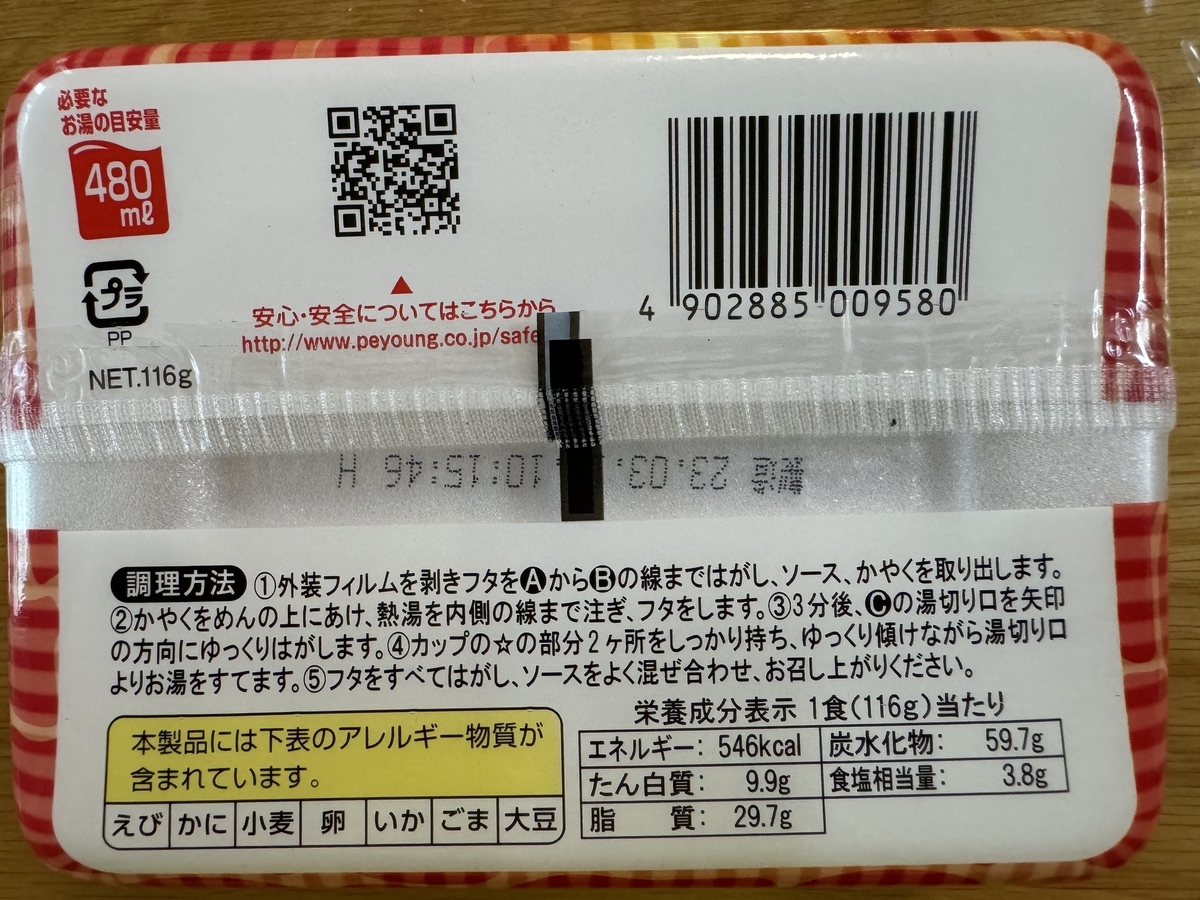 必要な
お湯の目安量
480
mℓ
プラ
PP
NET.116g
安心・安全についてはこちらから
http://www.peyoung.co.jp/safe
4 902885 009580
製造 23.03. 10:15:46 H
調理方法 ①外装フィルムを剥きフタをⒶからⒷの線まではがし、ソース、かやくを取り出します。
②かやくをめんの上にあけ、熱湯を内側の線まで注ぎ、フタをします。③3分後、Ⓒの湯切り口を矢印
の方向にゆっくりはがします。④カップの☆の部分2ヶ所をしっかり持ち、ゆっくり傾けながら湯切り口
よりお湯をすてます。⑤フタをすべてはがし、ソースをよく混ぜ合わせ、お召し上がりください。
本製品には下表のアレルギー物質が
含まれています。
えび かに 小麦 卵 いか ごま 大豆
栄養成分表示 1食(116g)当たり
エネルギー: 546kcal 炭水化物: 59.7g
たん白質: 9.9g 食塩相当量: 3.8g
脂 質: 29.7g